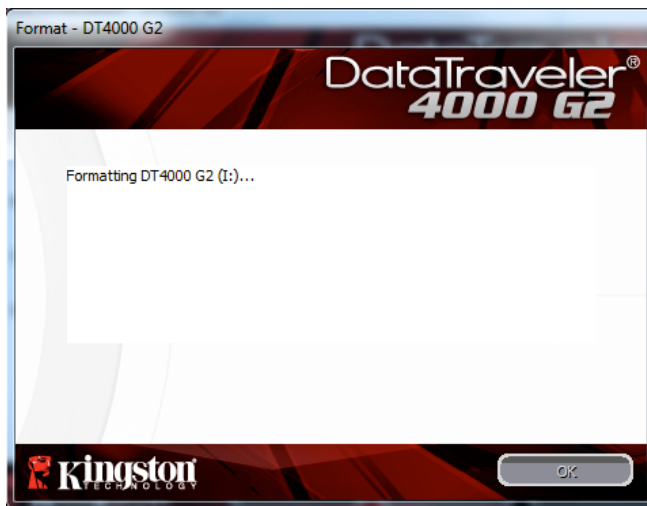 Format - DT4000 G2
DataTraveler®
4000 G2
Formatting DT4000 G2 (I:)...
Kingston
TECHNOLOGY
OK